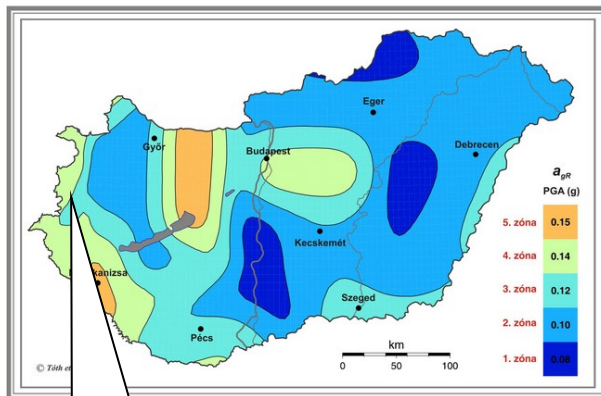 Eger
Győr
Budapest
Debrecen
a_gR
PGA (g)
5. zóna 0.15
4. zóna 0.14
3. zóna 0.12
2. zóna 0.10
1. zóna 0.08
Kecskemét
kanizsa
Szeged
Pécs
km
0 50 100
© Tóth et